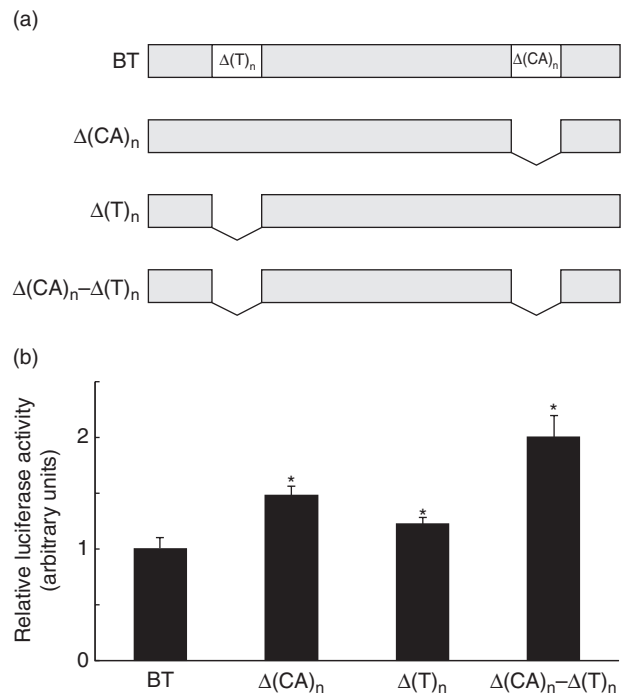 (a)
BT
Δ(T)n
Δ(CA)n
Δ(CA)n
Δ(T)n
Δ(CA)n–Δ(T)n
(b)
Relative luciferase activity
(arbitrary units)
2
1
0
*
*
*
BT
Δ(CA)n
Δ(T)n
Δ(CA)n–Δ(T)n